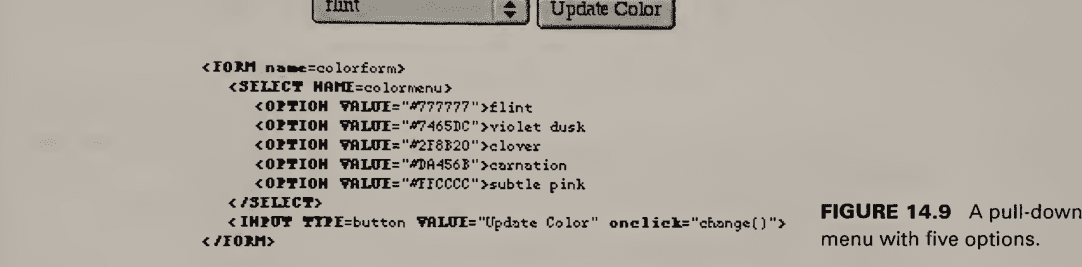 flint Update Color
<FORM name=colorform>
<SELECT NAME=colormenu>
<OPTION VALUE="#777777">flint
<OPTION VALUE="#7465DC">violet dusk
<OPTION VALUE="#2F8B20">clover
<OPTION VALUE="#DA456B">carnation
<OPTION VALUE="#FFCCCC">subtle pink
</SELECT>
<INPUT TYPE=button VALUE="Update Color" onclick="change()">
</FORM>
FIGURE 14.9 A pull-down
menu with five options.